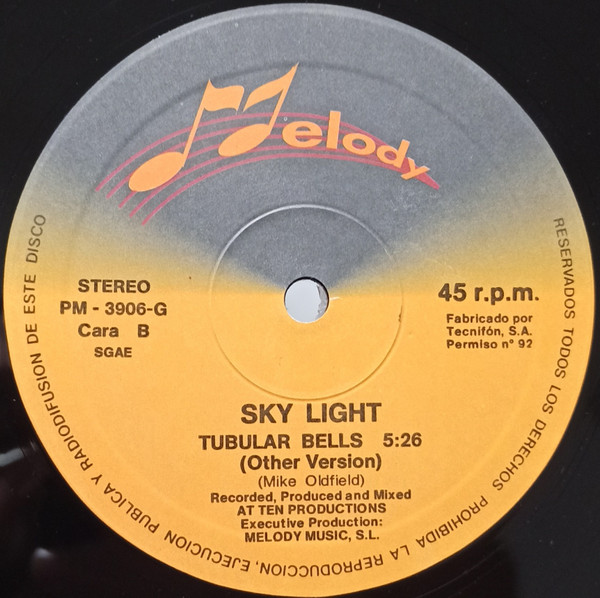 Melody
STEREO
PM - 3906-G
Cara B
SGAE
45 r.p.m.
Fabricado por
Tecnifón, S.A.
Permiso n° 92
SKY LIGHT
TUBULAR BELLS 5:26
(Other Version)
(Mike Oldfield)
Recorded, Produced and Mixed
AT TEN PRODUCTIONS
Executive Production:
MELODY MUSIC, S.L.
RESERVADOS TODOS LOS DERECHOS PROHIBIDA LA REPRODUCCION, EJECUCION PUBLICA Y RADIODIFUSION DE ESTE DISCO